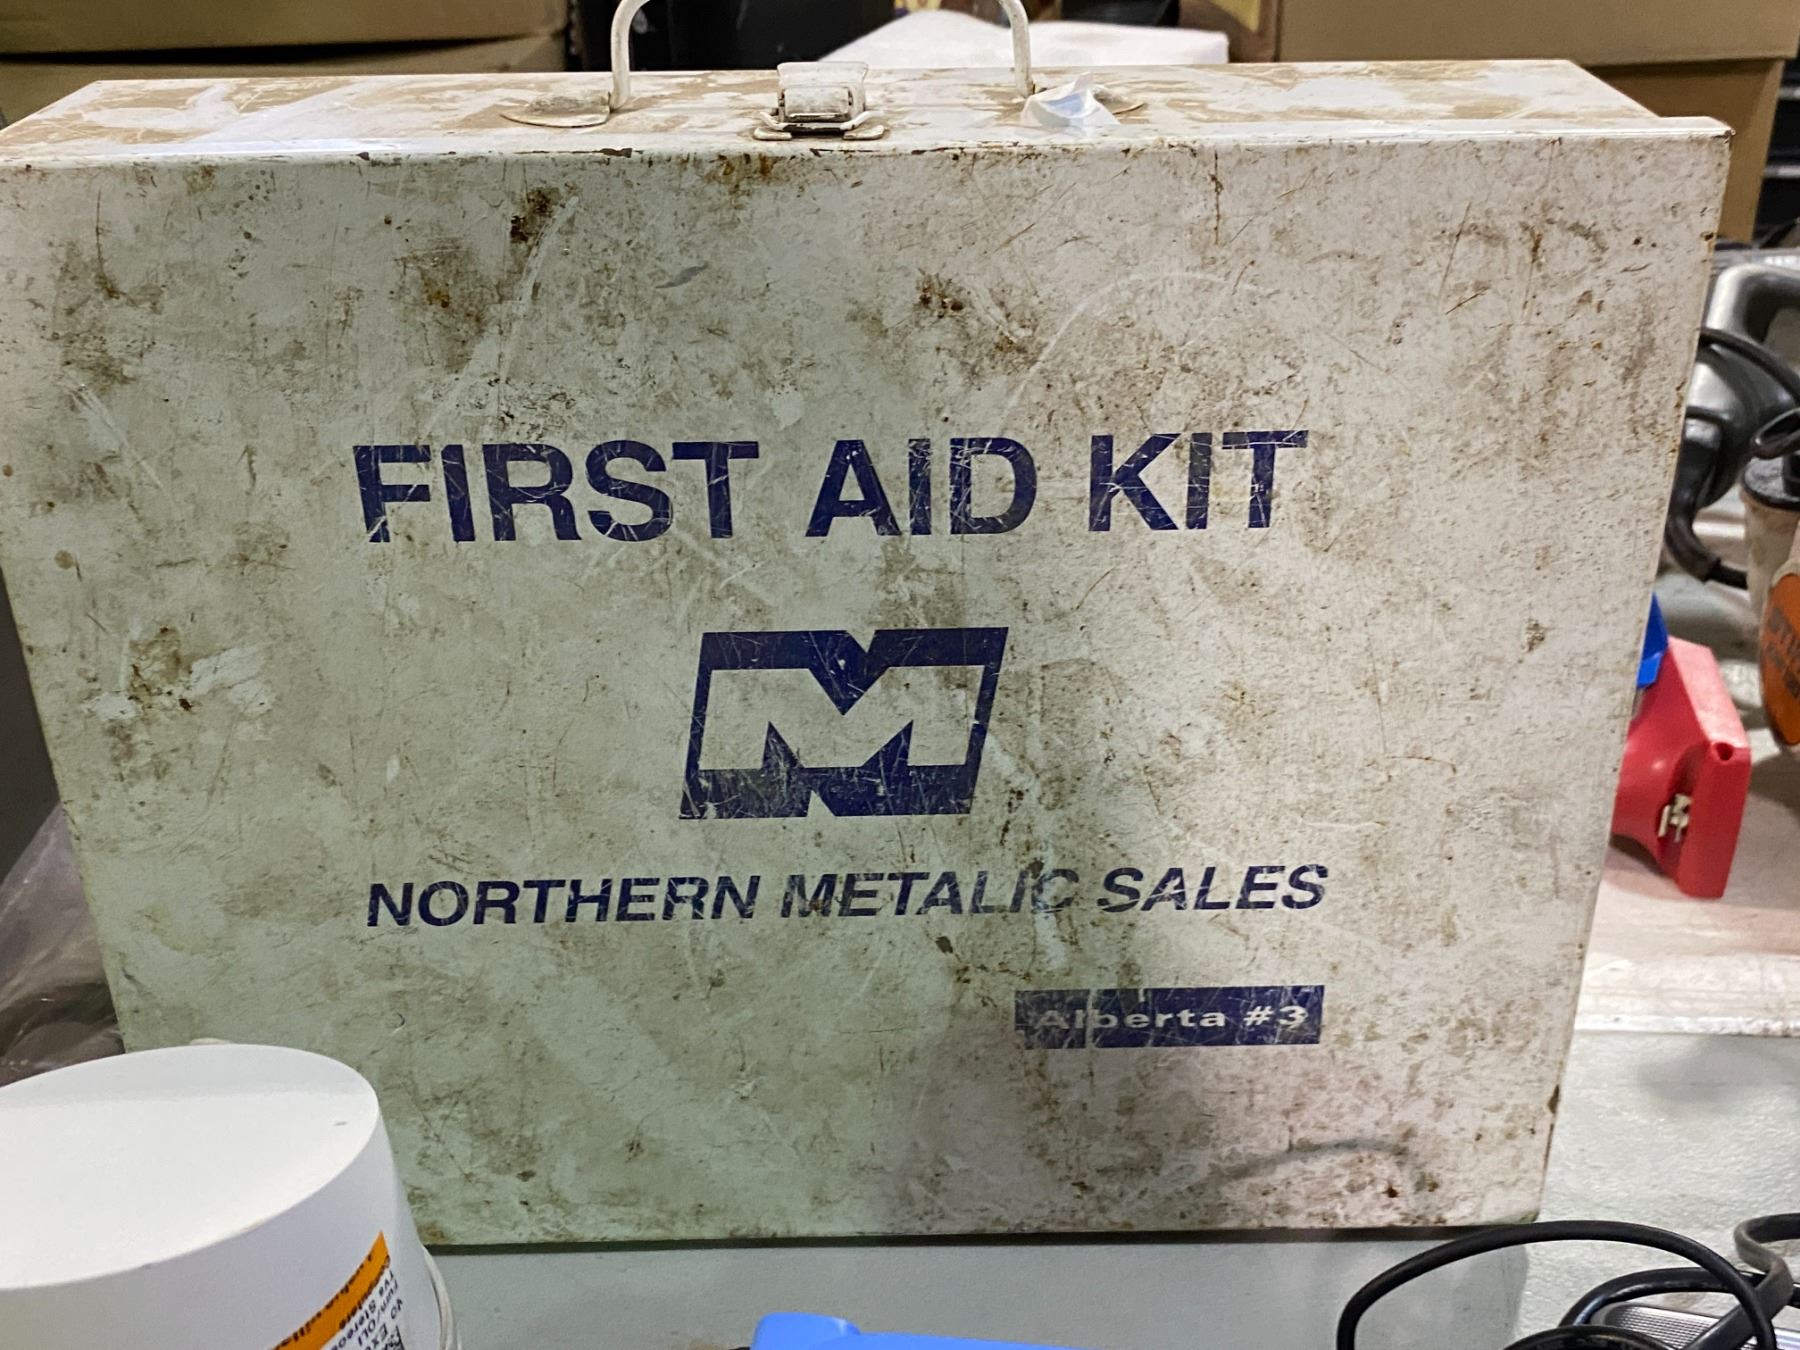 FIRST AID KIT
NORTHERN METALIC SALES
Alberta #3